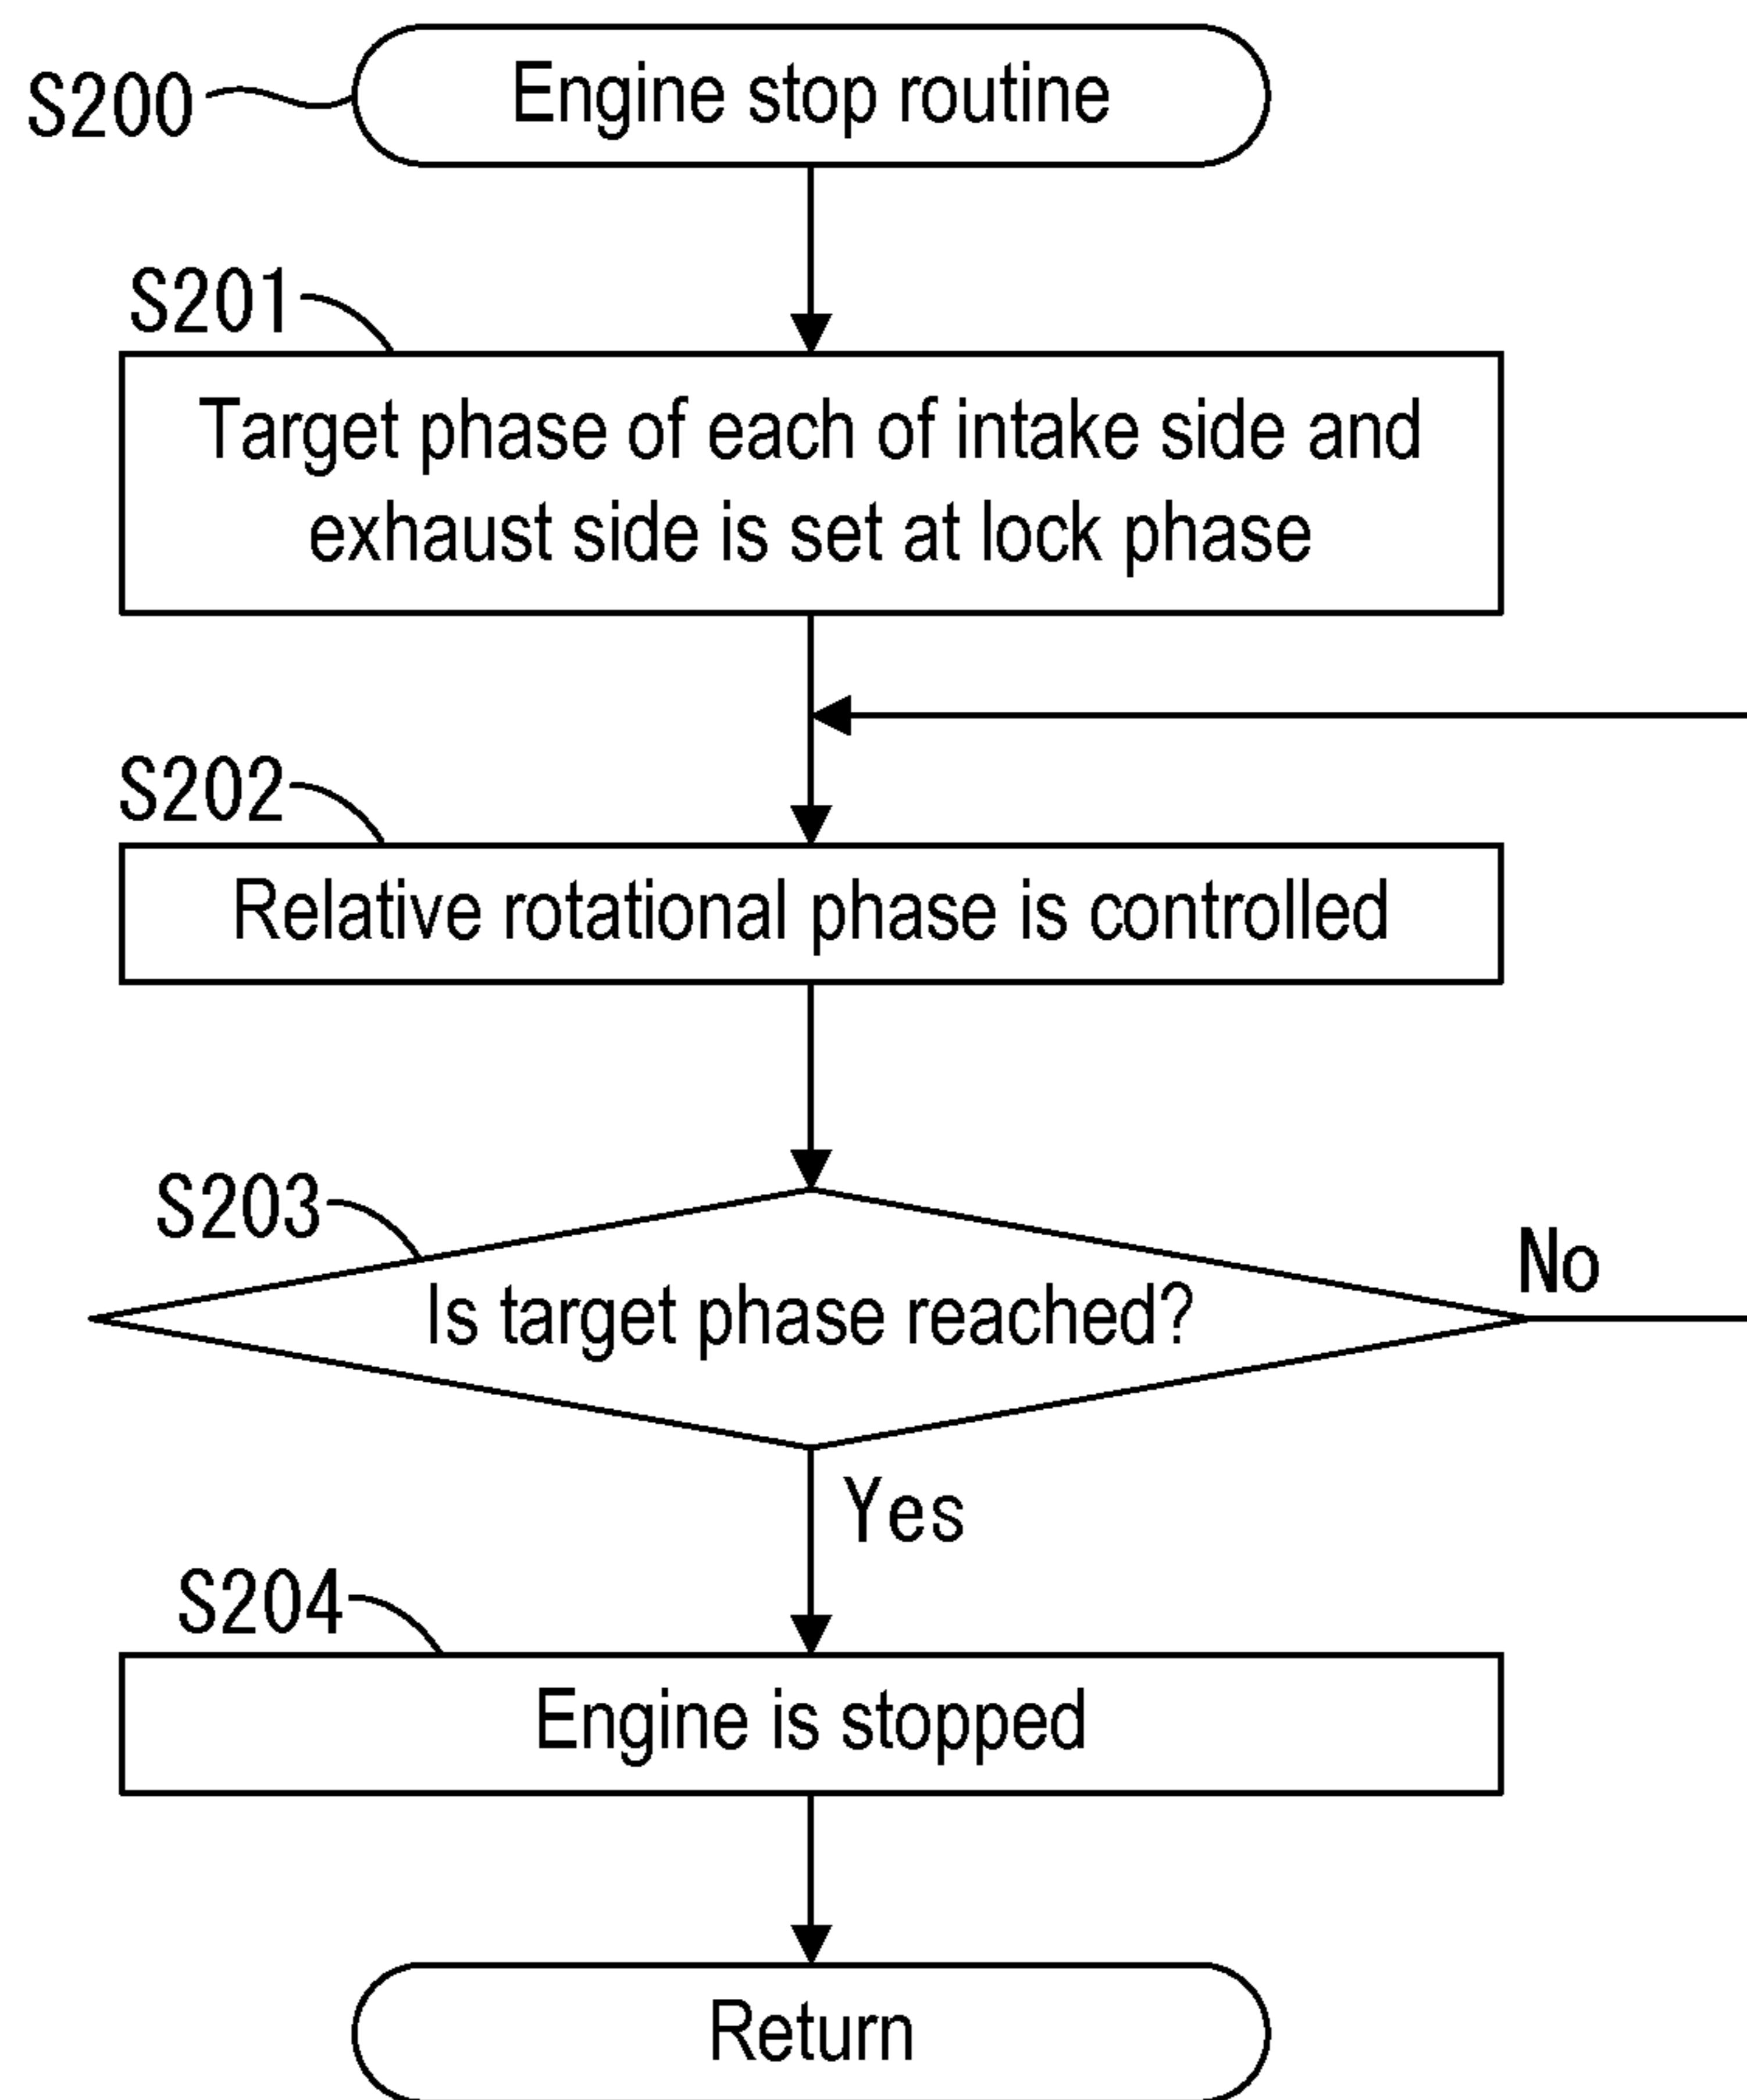 S200
Engine stop routine
S201
Target phase of each of intake side and
exhaust side is set at lock phase
S202
Relative rotational phase is controlled
S203
Is target phase reached?
No
Yes
S204
Engine is stopped
Return